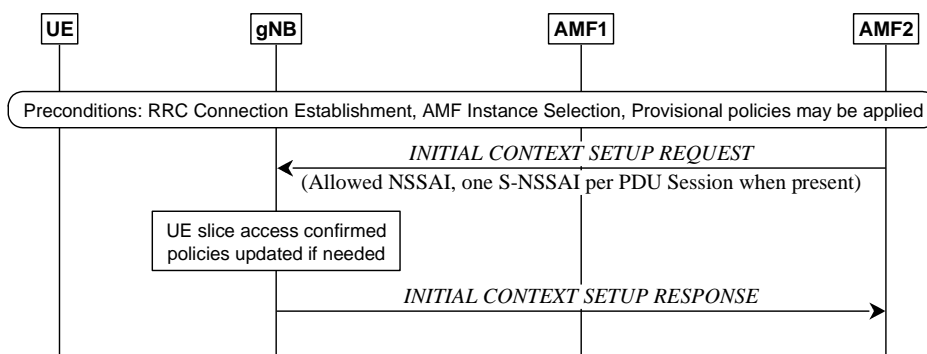 UE gNB AMF1 AMF2
Preconditions: RRC Connection Establishment, AMF Instance Selection, Provisional policies may be applied
INITIAL CONTEXT SETUP REQUEST
(Allowed NSSAI, one S-NSSAI per PDU Session when present)
UE slice access confirmed
policies updated if needed
INITIAL CONTEXT SETUP RESPONSE